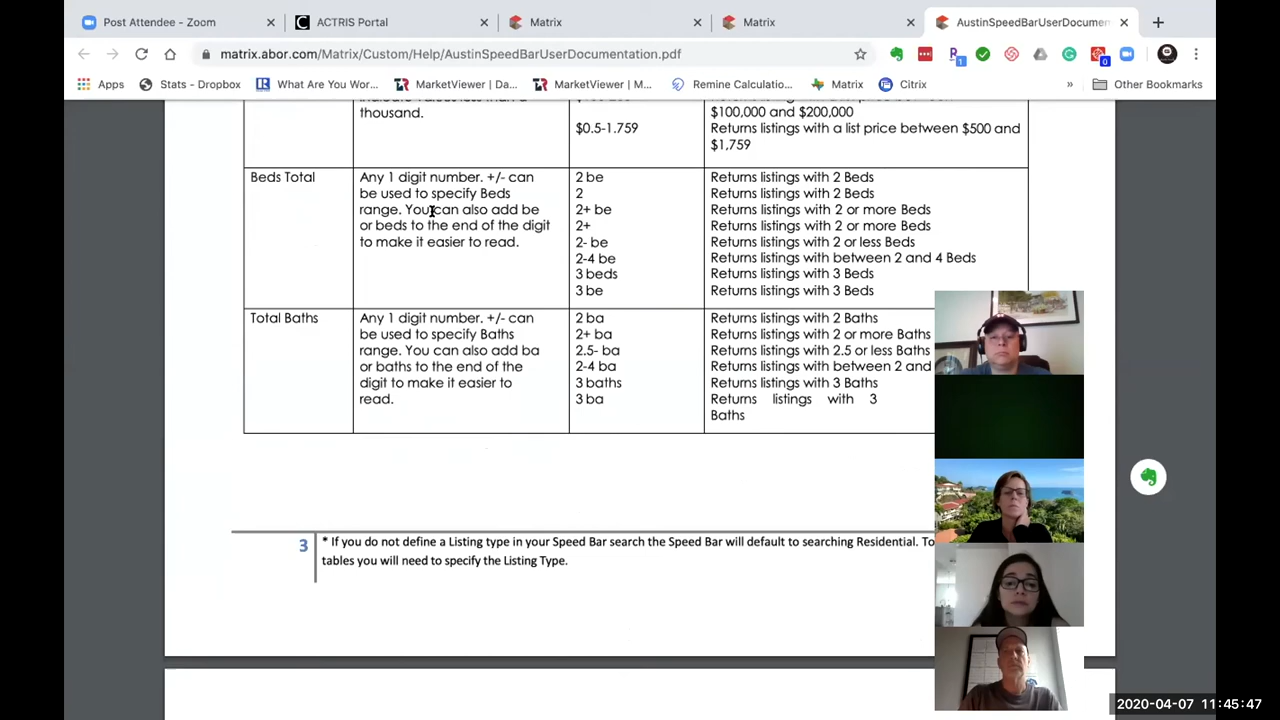 Post Attendee - Zoom
ACTRIS Portal
Matrix
Matrix
AustinSpeedBarUserDocumen
matrix.abor.com/Matrix/Custom/Help/AustinSpeedBarUserDocumentation.pdf
1
0
Apps
Stats - Dropbox
What Are You Wor...
MarketViewer | Da...
MarketViewer | M...
Remine Calculatio...
Matrix
Citrix
»
Other Bookmarks
thousand.
$100,000 and $200,000
$0.5-1.759
Returns listings with a list price between $500 and
$1,759
Beds Total
Any 1 digit number. +/- can
be used to specify Beds
range. You can also add be
or beds to the end of the digit
to make it easier to read.
2 be
2
2+ be
2+
2- be
2-4 be
3 beds
3 be
Returns listings with 2 Beds
Returns listings with 2 Beds
Returns listings with 2 or more Beds
Returns listings with 2 or more Beds
Returns listings with 2 or less Beds
Returns listings with between 2 and 4 Beds
Returns listings with 3 Beds
Returns listings with 3 Beds
Total Baths
Any 1 digit number. +/- can
be used to specify Baths
range. You can also add ba
or baths to the end of the
digit to make it easier to
read.
2 ba
2+ ba
2.5- ba
2-4 ba
3 baths
3 ba
Returns listings with 2 Baths
Returns listings with 2 or more Baths
Returns listings with 2.5 or less Baths
Returns listings with between 2 and
Returns listings with 3 Baths
Returns listings with 3
Baths
3
* If you do not define a Listing type in your Speed Bar search the Speed Bar will default to searching Residential. To
tables you will need to specify the Listing Type.
2020-04-07 11:45:47